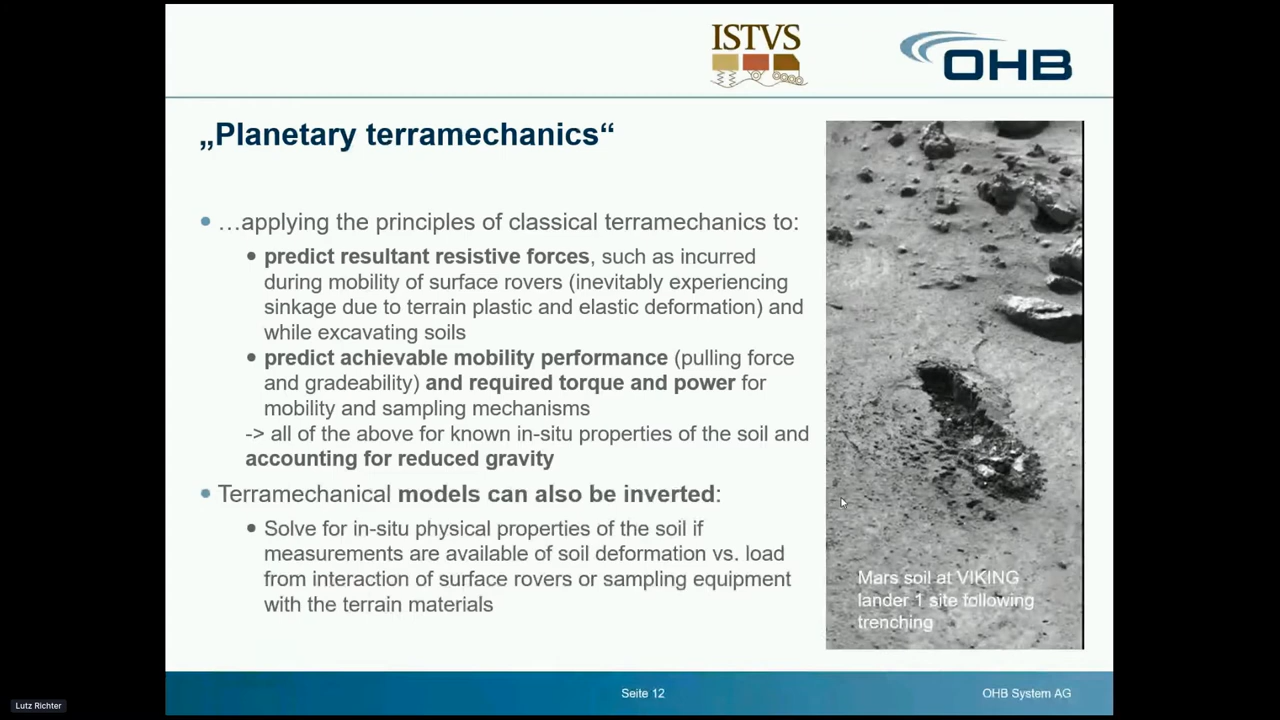 ISTVS
OHB
„Planetary terramechanics“
• …applying the principles of classical terramechanics to:
• predict resultant resistive forces, such as incurred
during mobility of surface rovers (inevitably experiencing
sinkage due to terrain plastic and elastic deformation) and
while excavating soils
• predict achievable mobility performance (pulling force
and gradeability) and required torque and power for
mobility and sampling mechanisms
-> all of the above for known in-situ properties of the soil and
accounting for reduced gravity
• Terramechanical models can also be inverted:
• Solve for in-situ physical properties of the soil if
measurements are available of soil deformation vs. load
from interaction of surface rovers or sampling equipment
with the terrain materials
Mars soil at VIKING
lander 1 site following
trenching
Seite 12
OHB System AG
Lutz Richter